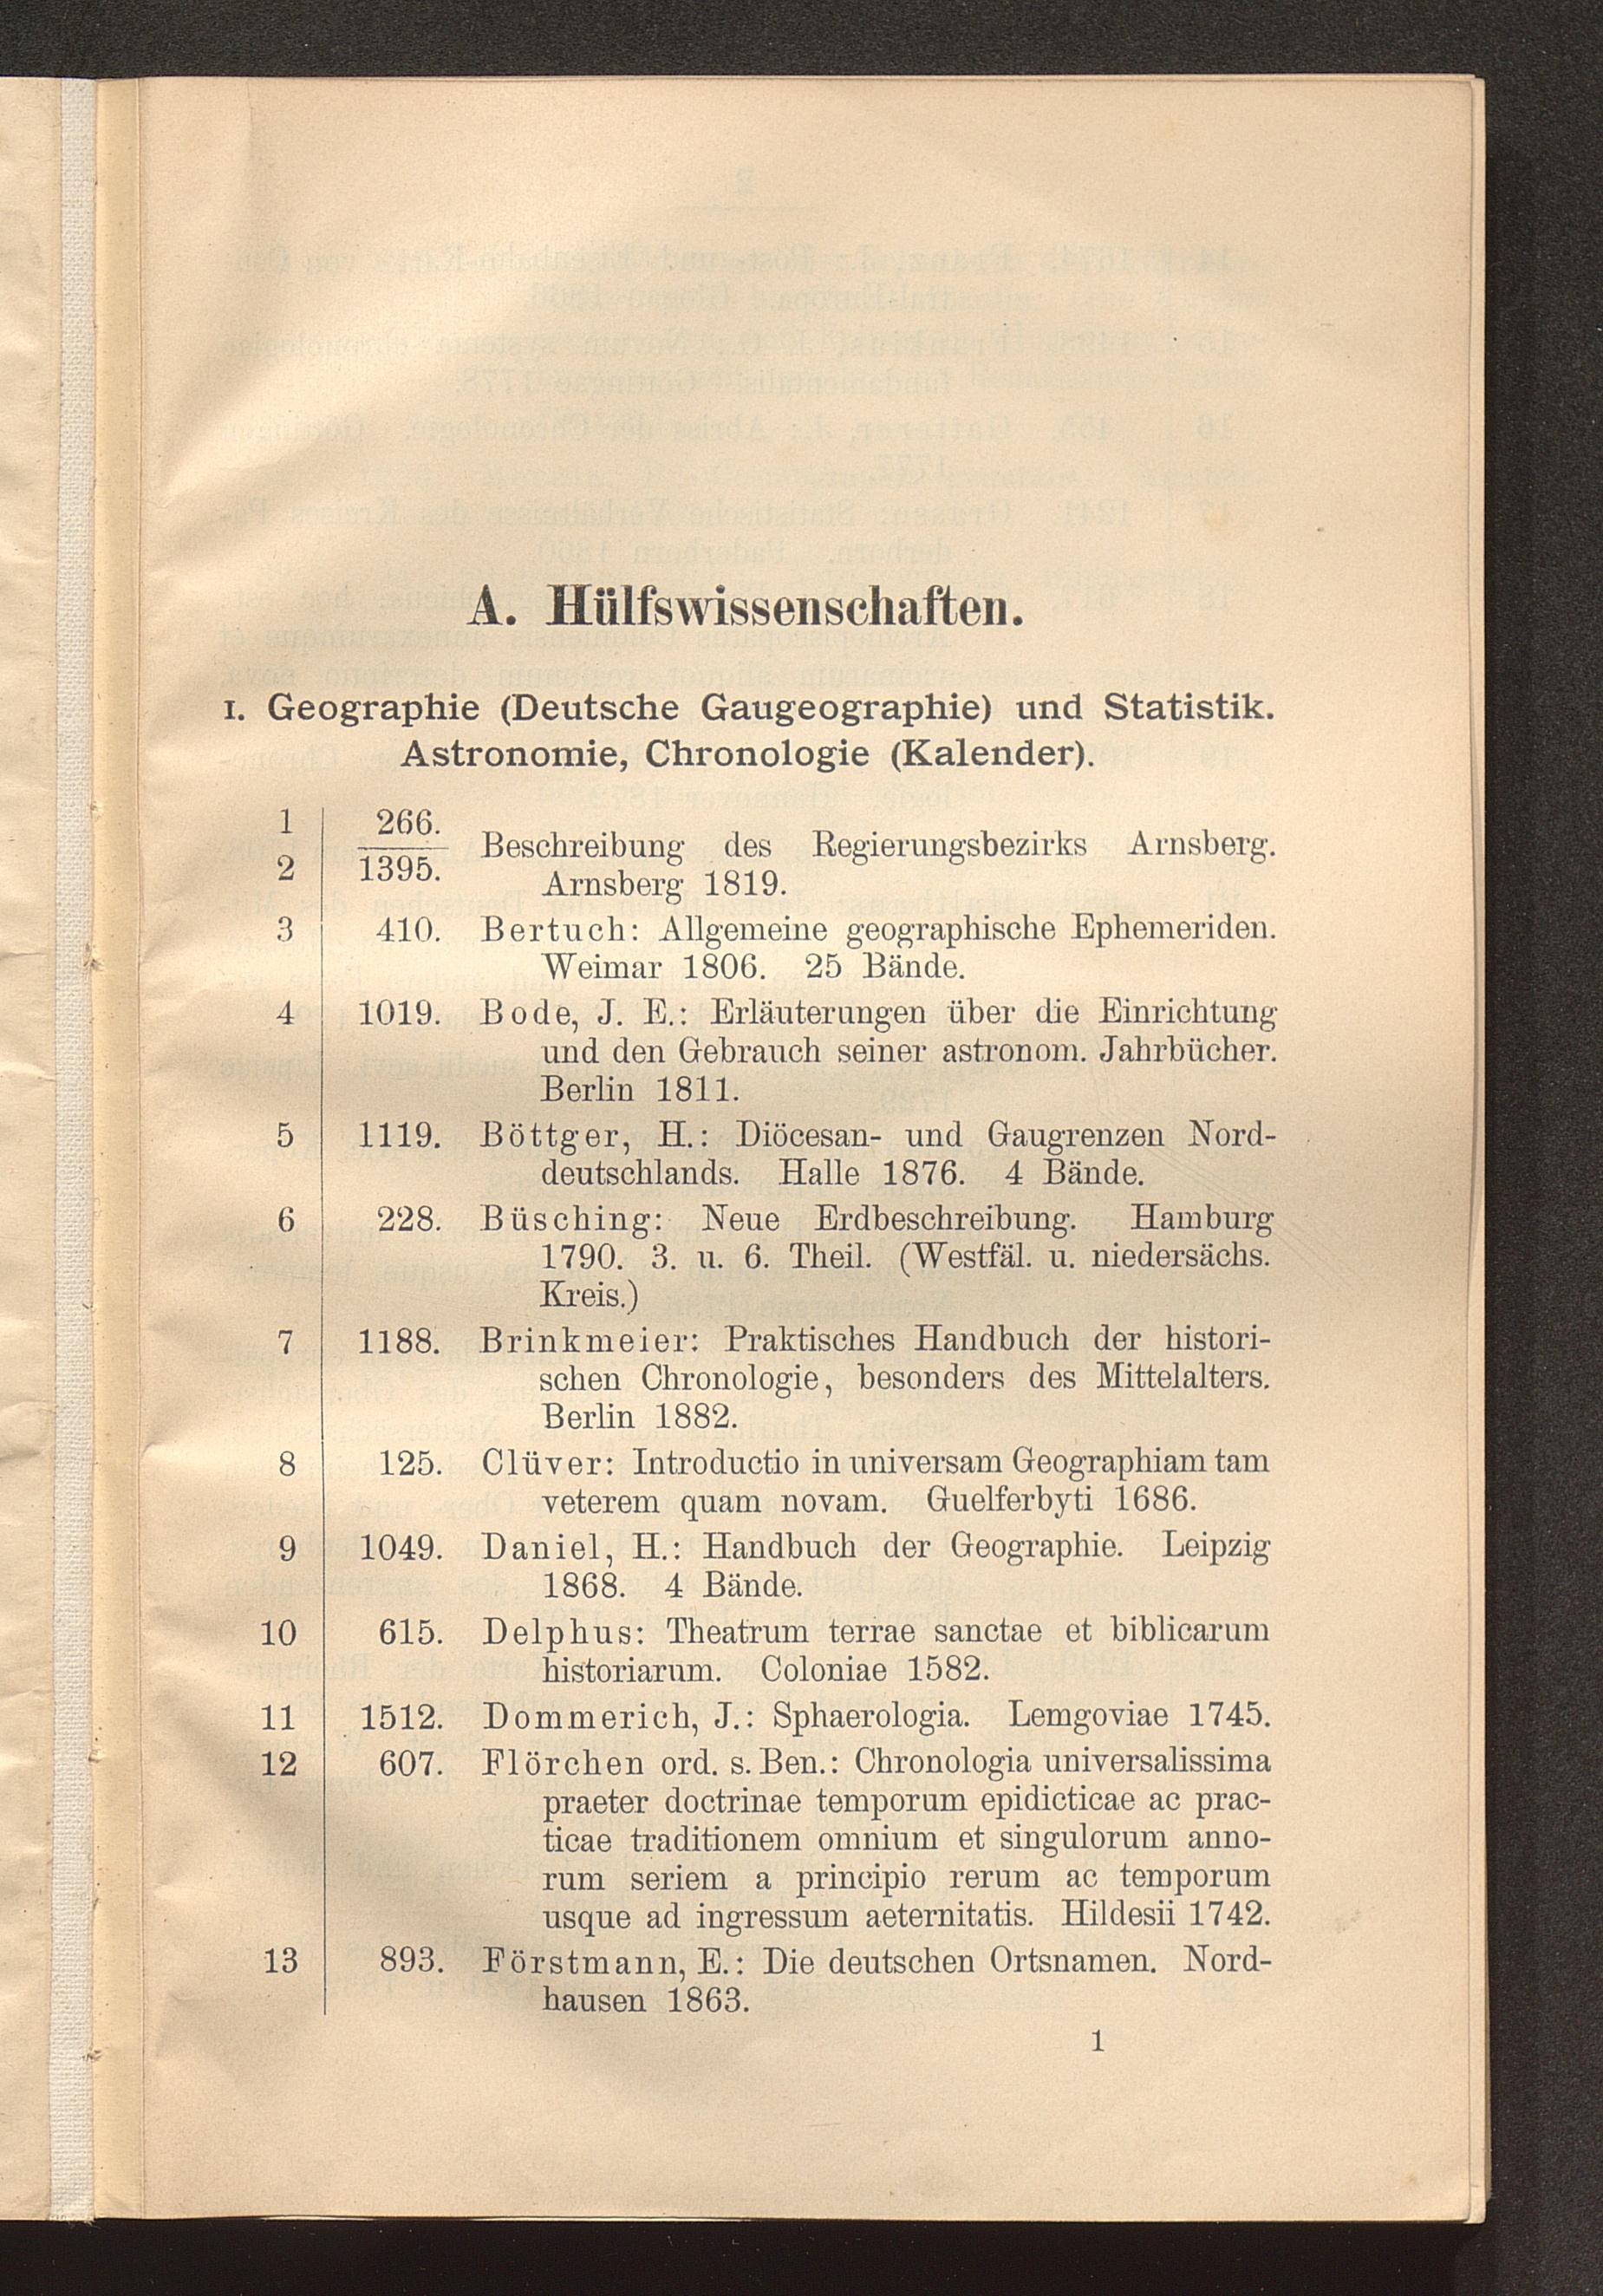 A. Hülfswissenschaften.
1. Geographie (Deutsche Gaugeographie) und Statistik.
Astronomie, Chronologie (Kalender).
1 266.
2 1395. Beschreibung des Regierungsbezirks Arnsberg.
Arnsberg 1819.
3 410. Bertuch: Allgemeine geographische Ephemeriden.
Weimar 1806. 25 Bände.
4 1019. Bode, J. E.: Erläuterungen über die Einrichtung
und den Gebrauch seiner astronom. Jahrbücher.
Berlin 1811.
5 1119. Böttger, H.: Diöcesan- und Gaugrenzen Nord-
deutschlands. Halle 1876. 4 Bände.
6 228. Büsching: Neue Erdbeschreibung. Hamburg
1790. 3. u. 6. Theil. (Westfäl. u. niedersächs.
Kreis.)
7 1188. Brinkmeier: Praktisches Handbuch der histori-
schen Chronologie, besonders des Mittelalters.
Berlin 1882.
8 125. Clüver: Introductio in universam Geographiam tam
veterem quam novam. Guelferbyti 1686.
9 1049. Daniel, H.: Handbuch der Geographie. Leipzig
1868. 4 Bände.
10 615. Delphus: Theatrum terrae sanctae et biblicarum
historiarum. Coloniae 1582.
11 1512. Dommerich, J.: Sphaerologia. Lemgoviae 1745.
12 607. Flörchen ord. s. Ben.: Chronologia universalissima
praeter doctrinae temporum epidicticae ac prac-
ticae traditionem omnium et singulorum anno-
rum seriem a principio rerum ac temporum
usque ad ingressum aeternitatis. Hildesii 1742.
13 893. Förstmann, E.: Die deutschen Ortsnamen. Nord-
hausen 1863.
1